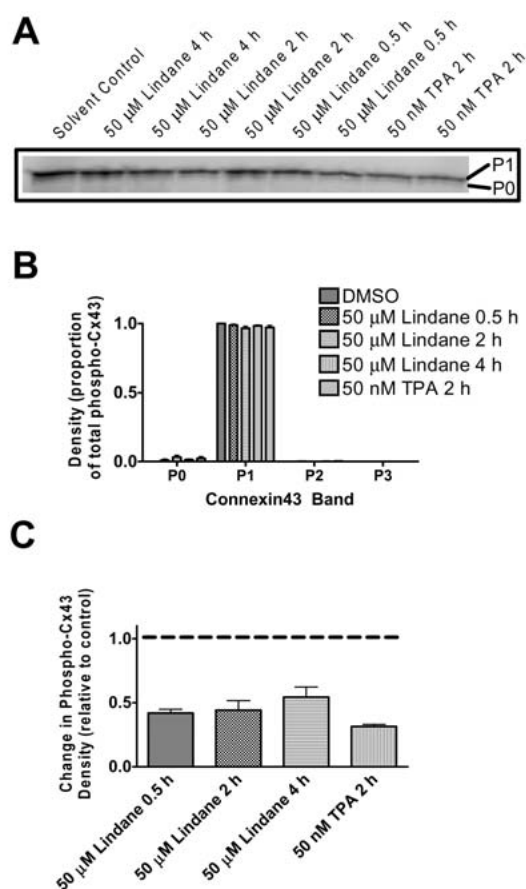 A
Solvent Control
50 µM Lindane 4 h
50 µM Lindane 4 h
50 µM Lindane 2 h
50 µM Lindane 2 h
50 µM Lindane 0.5 h
50 µM Lindane 0.5 h
50 nM TPA 2 h
50 nM TPA 2 h
P1
P0
B
DMSO
50 µM Lindane 0.5 h
50 µM Lindane 2 h
50 µM Lindane 4 h
50 nM TPA 2 h
Density (proportion
of total phospho-Cx43)
1.0
0.5
0.0
P0 P1 P2 P3
Connexin43 Band
C
Change in Phospho-Cx43
Density (relative to control)
1.0
0.5
0.0
50 µM Lindane 0.5 h
50 µM Lindane 2 h
50 µM Lindane 4 h
50 nM TPA 2 h